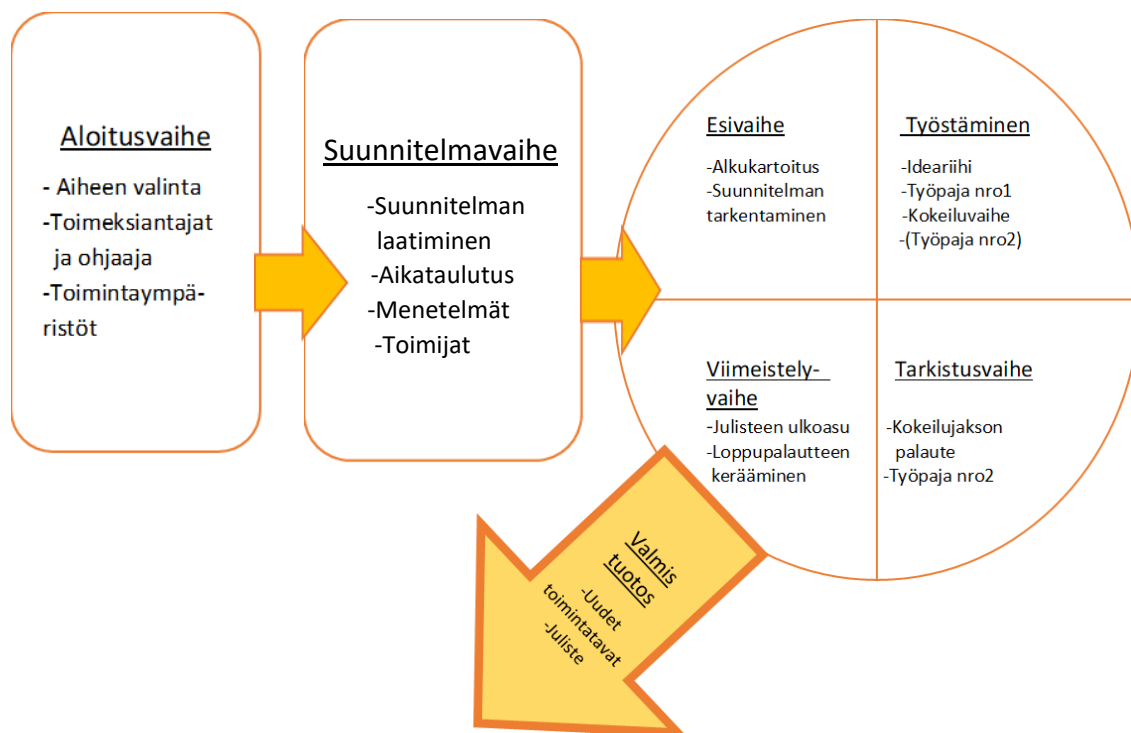 Aloitusvaihe
- Aiheen valinta
-Toimeksiantajat
ja ohjaaja
-Toimintaympä-
ristöt
Suunnitelmavaihe
-Suunnitelman
laatiminen
-Aikataulutus
-Menetelmät
-Toimijat
Esivaihe
-Alkukartoitus
-Suunnitelman
tarkentaminen
Työstäminen
-Ideariihi
-Työpaja nro1
-Kokeiluvaihe
-(Työpaja nro2)
Viimeistely-
vaihe
-Julisteen ulkoasu
-Loppupalautteen
kerääminen
Tarkistusvaihe
-Kokeilujakson
palaute
-Työpaja nro2
Valmis
tuotos
-Uudet
toimintatavat
-Juliste